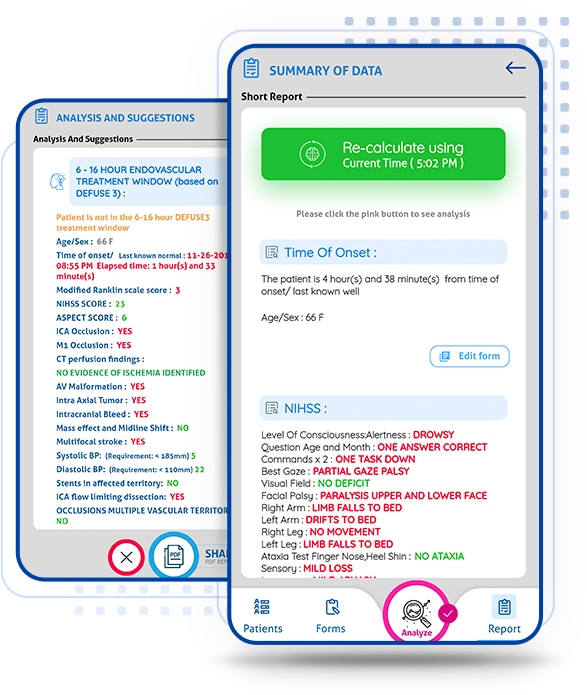 ANALYSIS AND SUGGESTIONS
Analysis And Suggestions
6 - 16 HOUR ENDOVASCULAR
TREATMENT WINDOW (based on
DEFUSE 3) :
Patient is not in the 6-16 hour DEFUSE3
treatment window
Age/Sex : 66 F
Time of onset/ Last known normal : 11-26-201
08:55 PM Elapsed time: 1 hour(s) and 33
minute(s)
Modified Ranklin scale score : 3
NIHSS SCORE : 23
ASPECT SCORE : 6
ICA Occlusion : YES
M1 Occlusion : YES
CT perfusion findings :
NO EVIDENCE OF ISCHEMIA IDENTIFIED
AV Malformation : YES
Intra Axial Tumor : YES
Intracranial Bleed : YES
Mass effect and Midline Shift : NO
Multifocal stroke : YES
Systolic BP: (Requirement: < 185mm) 5
Diastolic BP: (Requirement: < 110mm) 22
Stents in affected territory: NO
ICA flow limiting dissection: YES
OCCLUSIONS MULTIPLE VASCULAR TERRITOR
NO
PDF
SHA
PDF REP
SUMMARY OF DATA
Short Report
Re-calculate using
Current Time ( 5:02 PM )
Please click the pink button to see analysis
Time Of Onset :
The patient is 4 hour(s) and 38 minute(s) from time of
onset/ last known well
Age/Sex : 66 F
Edit form
NIHSS :
Level Of Consciousness:Alertness : DROWSY
Question Age and Month : ONE ANSWER CORRECT
Commands x 2 : ONE TASK DOWN
Best Gaze : PARTIAL GAZE PALSY
Visual Field : NO DEFICIT
Facial Palsy : PARALYSIS UPPER AND LOWER FACE
Right Arm : LIMB FALLS TO BED
Left Arm : DRIFTS TO BED
Right Leg : NO MOVEMENT
Left Leg : LIMB FALLS TO BED
Ataxia Test Finger Nose,Heel Shin : NO ATAXIA
Sensory : MILD LOSS
Patients
Forms
Analyze
Report